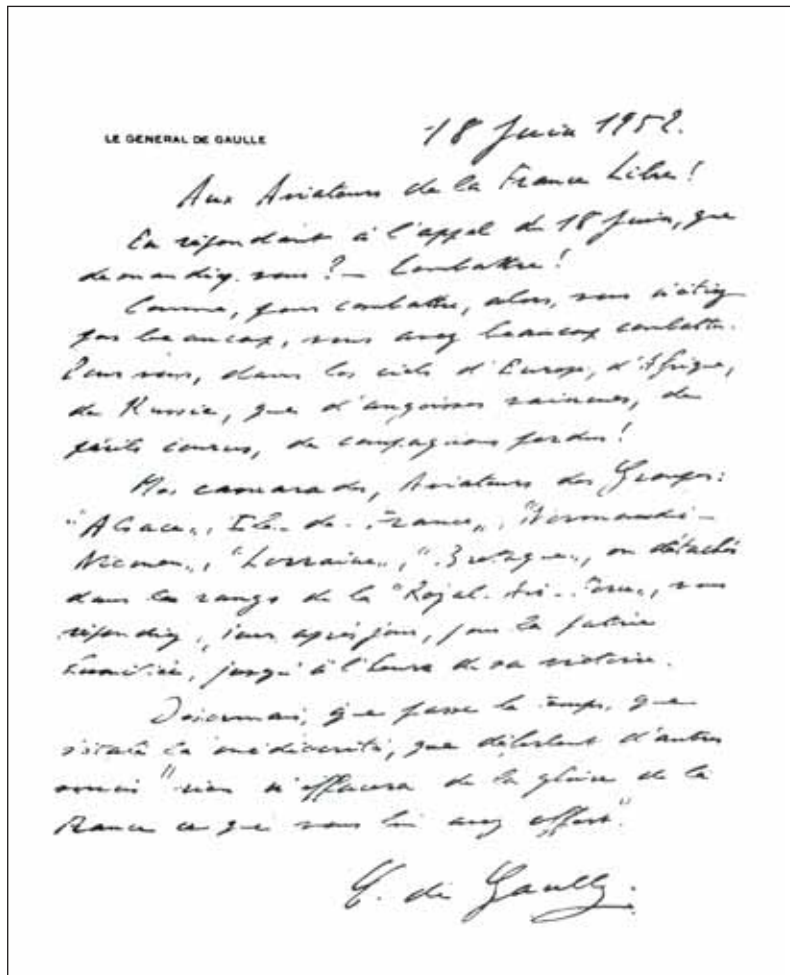 LE GENERAL DE GAULLE
18 Juin 1952.
Aux Aviateurs de la France Libre!
En répondant à l'appel du 18 Juin, que
demandiez-vous? - Combattre!
Comme, pour combattre, alors, vous n'étiez
pas beaucoup, vous avez beaucoup combattu.
Pour vous, dans les ciels d'Europe, d'Afrique,
de Russie, que d'angoisses vaincues, de
périls courus, de compagnons perdus!
Mes camarades, Aviateurs des Groupes:
"Alsace", "Ile-de-France", "Normandie-
Niemen", "Lorraine", "Bretagne", ou détachés
dans les rangs de la "Royal-Air-Force", vous
répondiez, jour après jour, pour la patrie
humiliée, jusqu'à l'heure de sa victoire.
Désormais, que passe le temps, que
s'étale la médiocrité, que déferlent d'autres
"rien n'effacera de la gloire de la
France ce que vous lui avez offert."
C. de Gaulle.